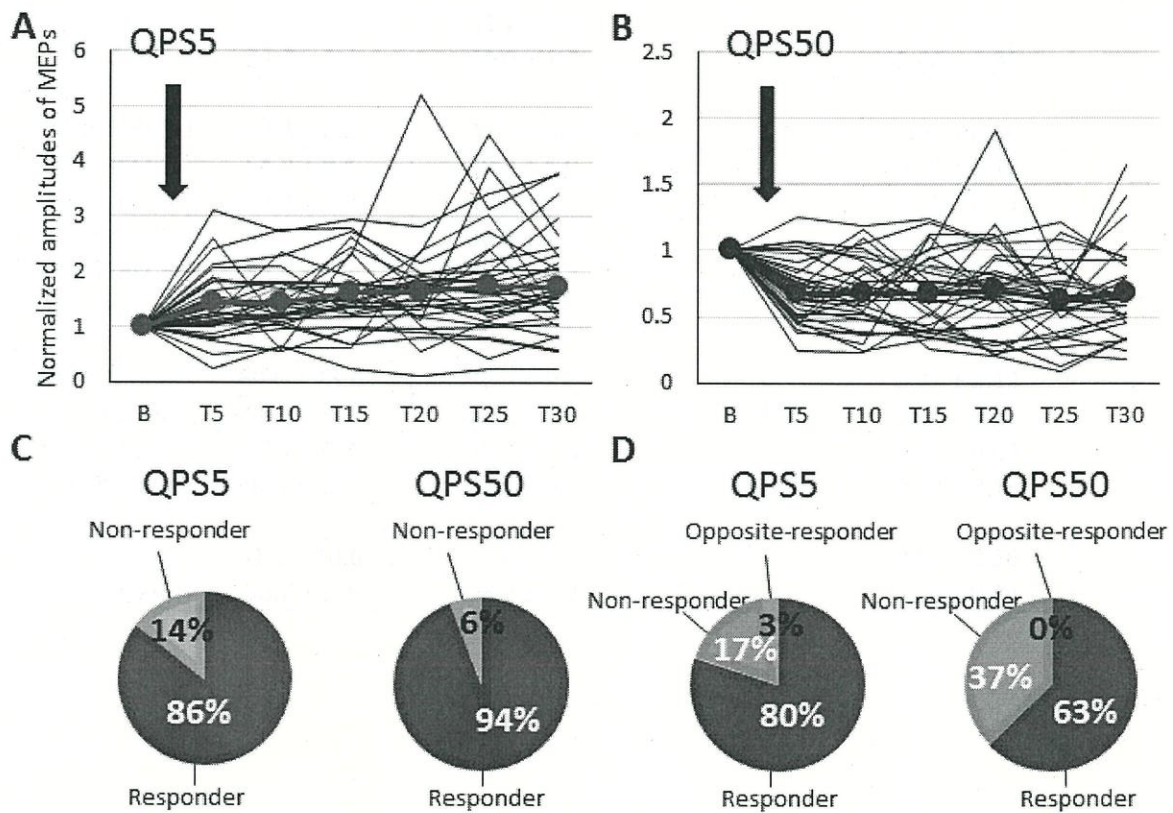 A
QPS5
Normalized amplitudes of MEPs
6
5
4
3
2
1
0
B T5 T10 T15 T20 T25 T30
B
QPS50
2.5
2
1.5
1
0.5
0
B T5 T10 T15 T20 T25 T30
C
QPS5
Non-responder
14%
86%
Responder
QPS50
Non-responder
6%
94%
Responder
D
QPS5
Opposite-responder
Non-responder
3%
17%
80%
Responder
QPS50
Opposite-responder
Non-responder
0%
37%
63%
Responder